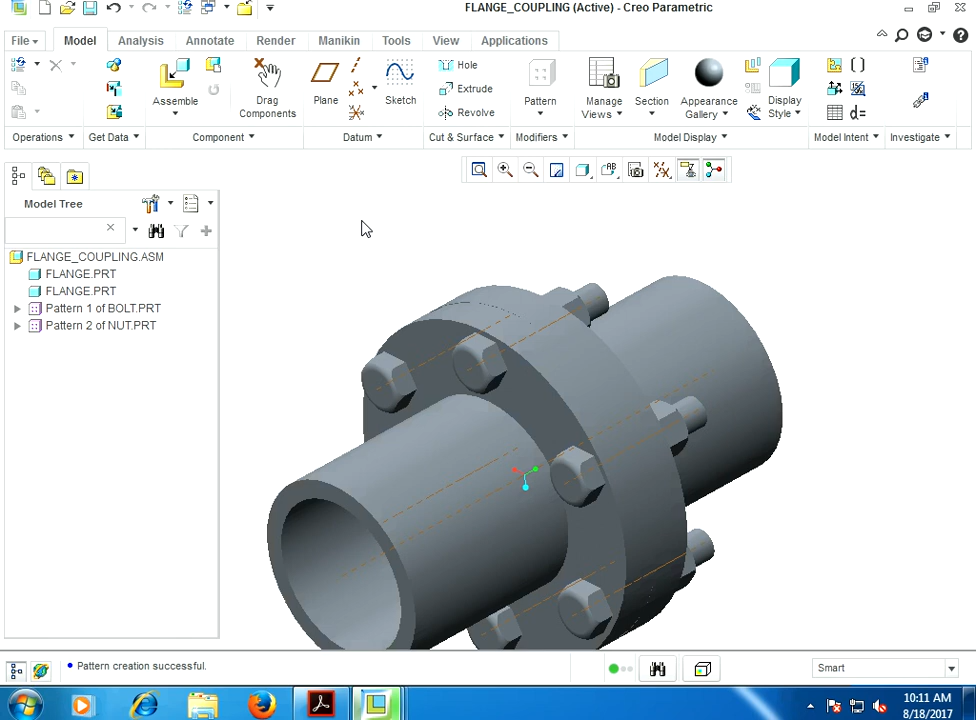 FLANGE_COUPLING (Active) - Creo Parametric
File
Model
Analysis
Annotate
Render
Manikin
Tools
View
Applications
Assemble
Drag
Components
Plane
Sketch
Hole
Extrude
Revolve
Pattern
Manage
Views
Section
Appearance
Gallery
Display
Style
Operations
Get Data
Component
Datum
Cut & Surface
Modifiers
Model Display
Model Intent
Investigate
Model Tree
FLANGE_COUPLING.ASM
FLANGE.PRT
FLANGE.PRT
Pattern 1 of BOLT.PRT
Pattern 2 of NUT.PRT
Pattern creation successful.
Smart
10:11 AM
8/18/2017